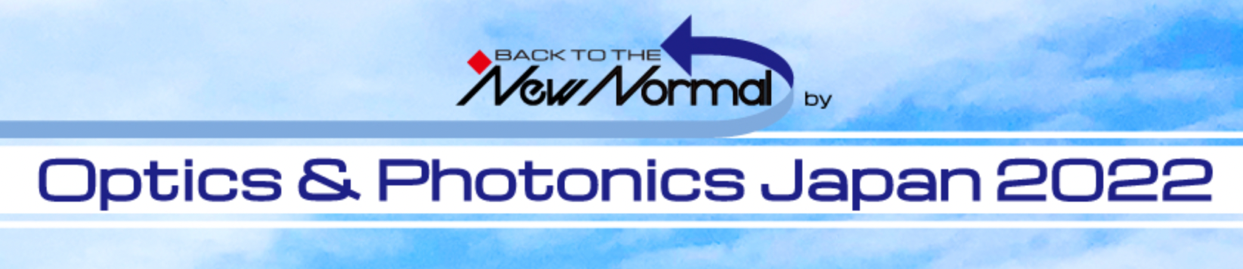 BACK TO THE
New Normal by
Optics & Photonics Japan 2022